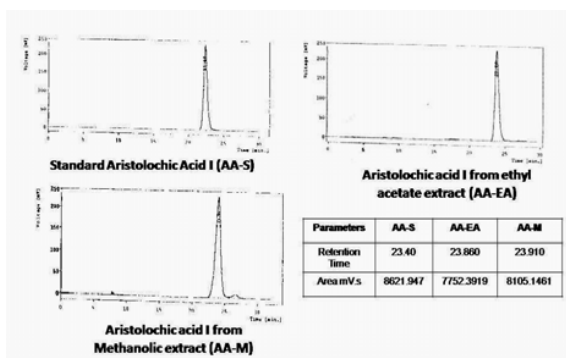 Standard Aristolochic Acid I (AA-S)
Aristolochic acid I from ethyl
acetate extract (AA-EA)
Aristolochic acid I from
Methanolic extract (AA-M)
Parameters AA-S AA-EA AA-M
Retention Time 23.40 23.860 23.910
Area mV.s 8621.947 7752.3919 8105.1461